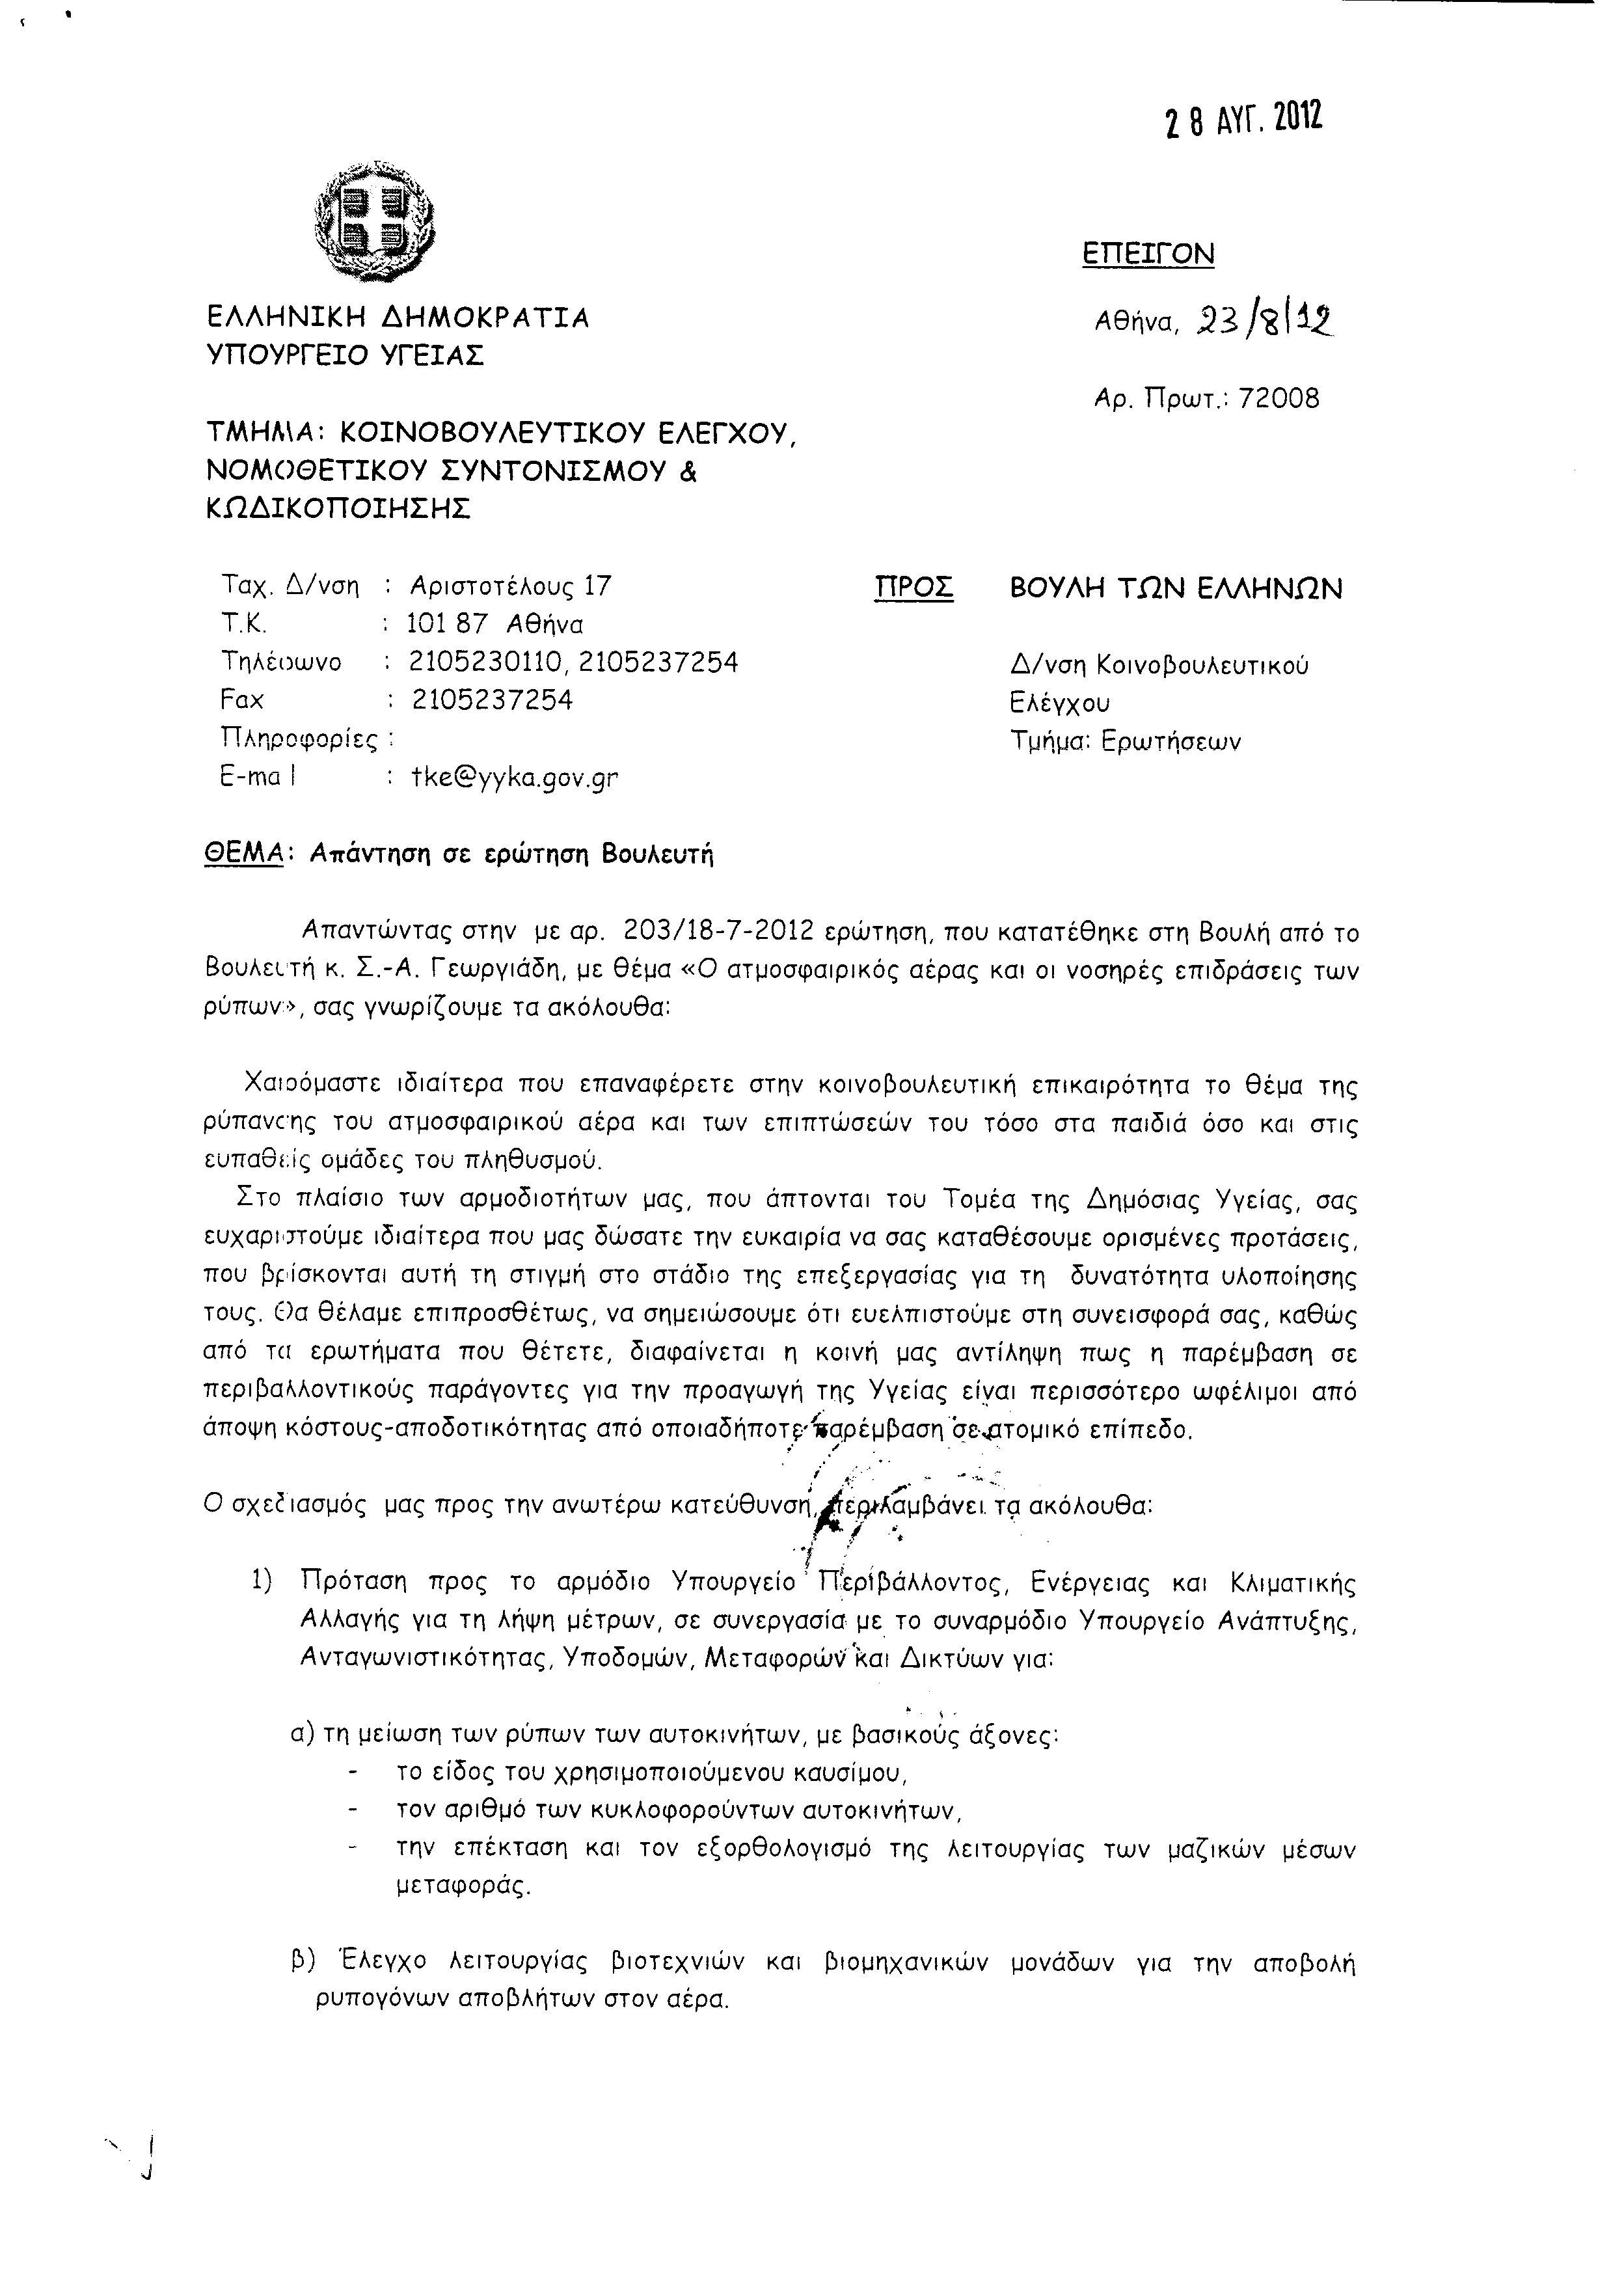 28 ΑΥΓ. 2012
ΕΠΕΙΓΟΝ
ΕΛΛΗΝΙΚΗ ΔΗΜΟΚΡΑΤΙΑ
ΥΠΟΥΡΓΕΙΟ ΥΓΕΙΑΣ
Αθήνα, 23/8/12
Αρ. Πρωτ.: 72008
ΤΜΗΜΑ: ΚΟΙΝΟΒΟΥΛΕΥΤΙΚΟΥ ΕΛΕΓΧΟΥ,
ΝΟΜΟΘΕΤΙΚΟΥ ΣΥΝΤΟΝΙΣΜΟΥ &
ΚΩΔΙΚΟΠΟΙΗΣΗΣ
Ταχ. Δ/νση : Αριστοτέλους 17
Τ.Κ. : 101 87 Αθήνα
Τηλέφωνο : 2105230110, 2105237254
Fax : 2105237254
Πληροφορίες :
E-mail : tke@yyka.gov.gr
ΠΡΟΣ ΒΟΥΛΗ ΤΩΝ ΕΛΛΗΝΩΝ
Δ/νση Κοινοβουλευτικού
Ελέγχου
Τμήμα: Ερωτήσεων
ΘΕΜΑ: Απάντηση σε ερώτηση Βουλευτή
Απαντώντας στην με αρ. 203/18-7-2012 ερώτηση, που κατατέθηκε στη Βουλή από το
Βουλευτή κ. Σ.-Α. Γεωργιάδη, με θέμα «Ο ατμοσφαιρικός αέρας και οι νοσηρές επιδράσεις των
ρύπων», σας γνωρίζουμε τα ακόλουθα:
Χαιρόμαστε ιδιαίτερα που επαναφέρετε στην κοινοβουλευτική επικαιρότητα το θέμα της
ρύπανσης του ατμοσφαιρικού αέρα και των επιπτώσεών του τόσο στα παιδιά όσο και στις
ευπαθείς ομάδες του πληθυσμού.
Στο πλαίσιο των αρμοδιοτήτων μας, που άπτονται του Τομέα της Δημόσιας Υγείας, σας
ευχαριστούμε ιδιαίτερα που μας δώσατε την ευκαιρία να σας καταθέσουμε ορισμένες προτάσεις,
που βρίσκονται αυτή τη στιγμή στο στάδιο της επεξεργασίας για τη δυνατότητα υλοποίησης
τους. Θα θέλαμε επιπροσθέτως, να σημειώσουμε ότι ευελπιστούμε στη συνεισφορά σας, καθώς
από τα ερωτήματα που θέτετε, διαφαίνεται η κοινή μας αντίληψη πως η παρέμβαση σε
περιβαλλοντικούς παράγοντες για την προαγωγή της Υγείας είναι περισσότερο ωφέλιμοι από
άποψη κόστους-αποδοτικότητας από οποιαδήποτε παρέμβαση σε ατομικό επίπεδο.
Ο σχεδιασμός μας προς την ανωτέρω κατεύθυνση, περιλαμβάνει τα ακόλουθα:
1) Πρόταση προς το αρμόδιο Υπουργείο Περιβάλλοντος, Ενέργειας και Κλιματικής
Αλλαγής για τη λήψη μέτρων, σε συνεργασία με το συναρμόδιο Υπουργείο Ανάπτυξης,
Ανταγωνιστικότητας, Υποδομών, Μεταφορών και Δικτύων για:
α) τη μείωση των ρύπων των αυτοκινήτων, με βασικούς άξονες:
- το είδος του χρησιμοποιούμενου καυσίμου,
- τον αριθμό των κυκλοφορούντων αυτοκινήτων,
- την επέκταση και τον εξορθολογισμό της λειτουργίας των μαζικών μέσων
μεταφοράς.
β) Έλεγχο λειτουργίας βιοτεχνιών και βιομηχανικών μονάδων για την αποβολή
ρυπογόνων αποβλήτων στον αέρα.